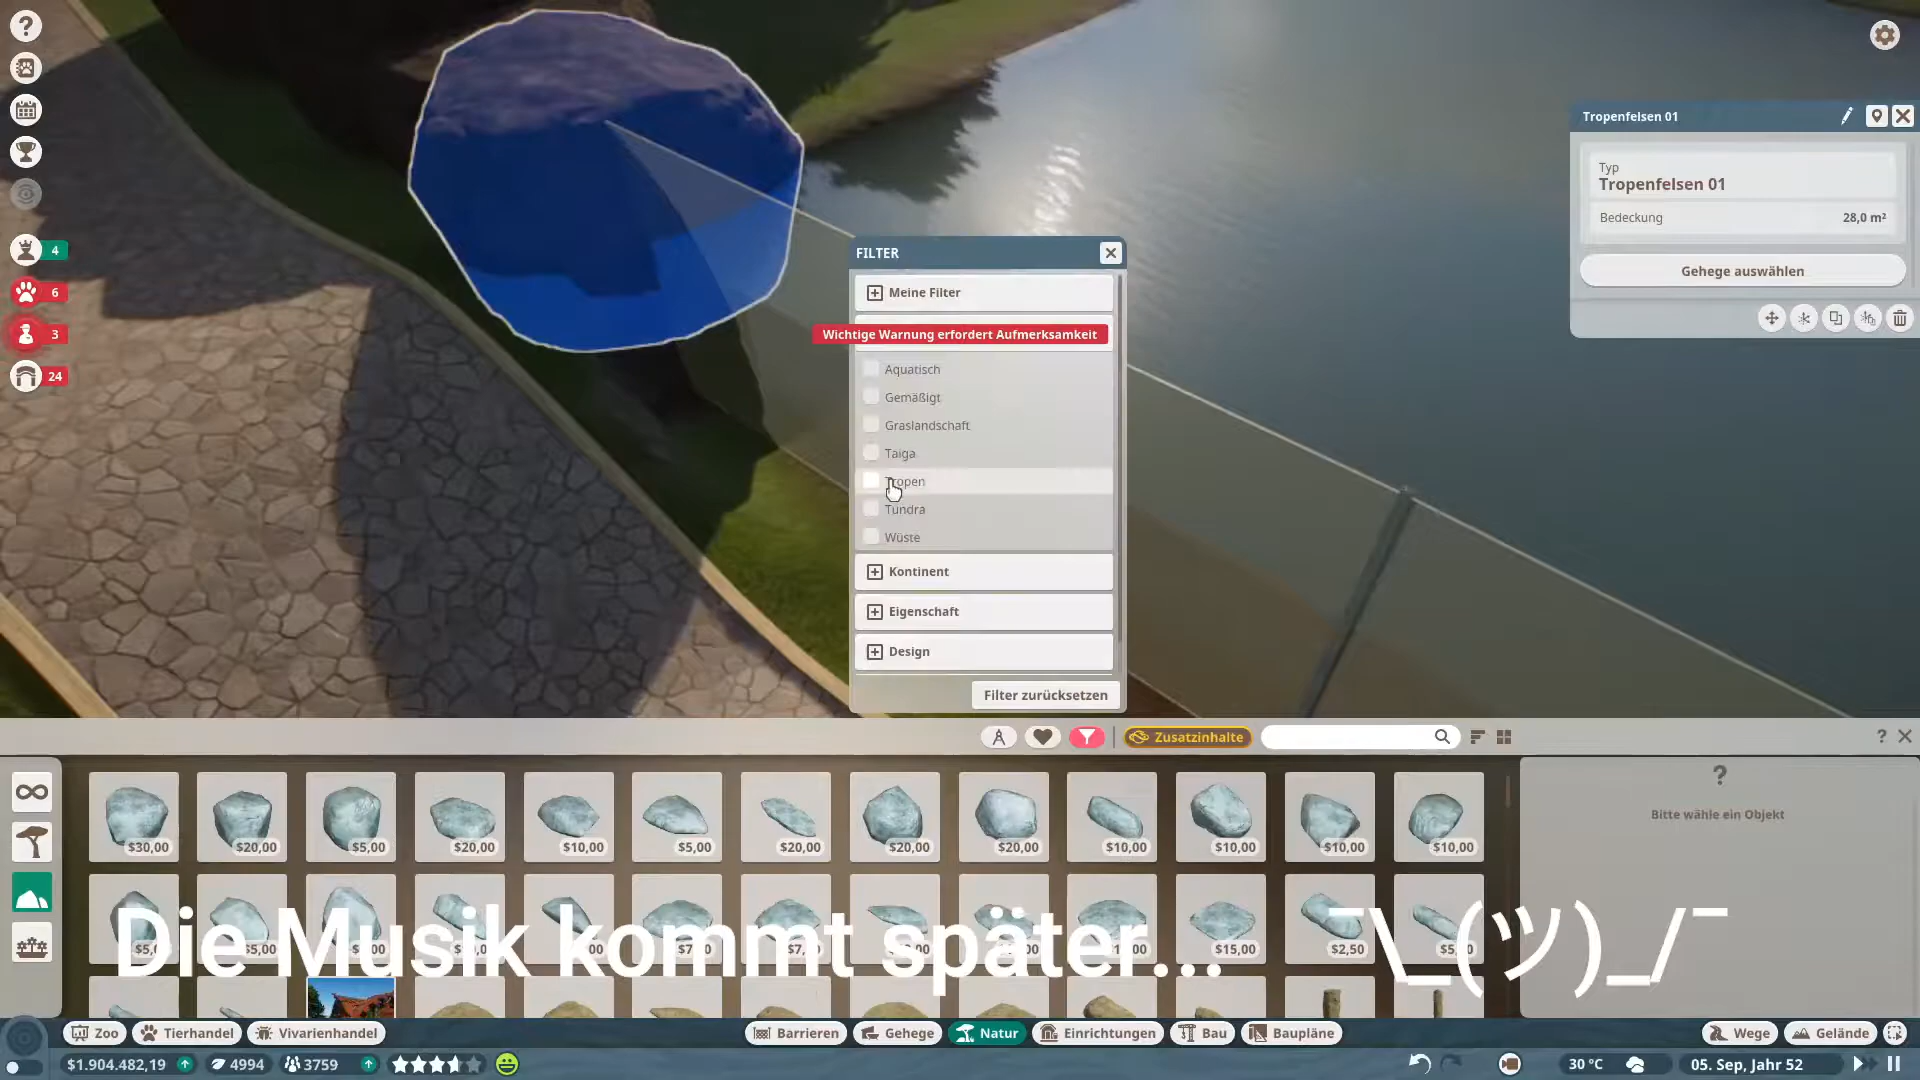 4
6
3
24
Tropenfelsen 01
Typ
Tropenfelsen 01
Bedeckung 28,0 m²
Gehege auswählen
FILTER
Meine Filter
Wichtige Warnung erfordert Aufmerksamkeit
Aquatisch
Gemäßigt
Graslandschaft
Taiga
Tropen
Tundra
Wüste
Kontinent
Eigenschaft
Design
Filter zurücksetzen
Zusatzinhalte
?
Bitte wähle ein Objekt
$30,00 $20,00 $5,00 $20,00 $10,00 $5,00 $20,00 $20,00 $20,00 $10,00 $10,00 $10,00 $10,00
$15,00 $2,50
Die Musik kommt später... ¯\_(ツ)_/¯
Zoo Tierhandel Vivarienhandel Barrieren Gehege Natur Einrichtungen Bau Baupläne Wege Gelände
$1.904.482,19 4994 3759 30 °C 05. Sep, Jahr 52